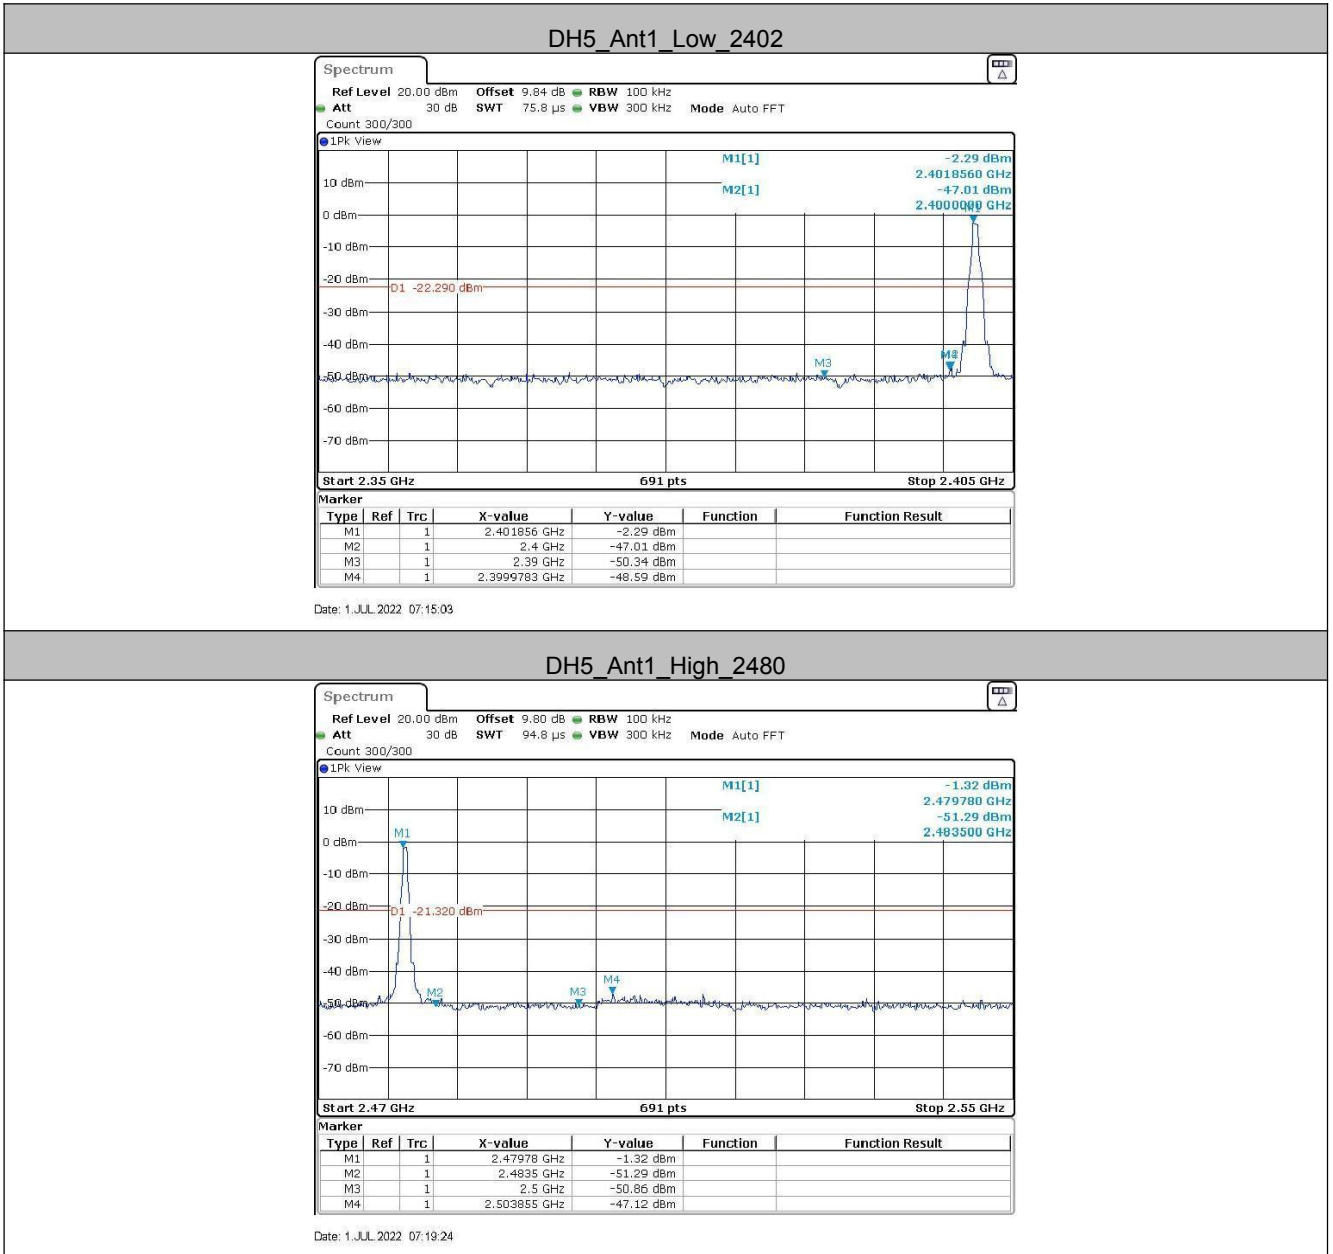 DH5_Ant1_Low_2402
Spectrum
Ref Level 20.00 dBm Offset 9.84 dB RBW 100 kHz
Att 30 dB SWT 75.8 µs VBW 300 kHz Mode Auto FFT
Count 300/300
1Pk View
M1[1] -2.29 dBm
2.4018560 GHz
10 dBm
M2[1] -47.01 dBm
2.4000000 GHz
M1
0 dBm
-10 dBm
-20 dBm
D1 -22.290 dBm
-30 dBm
-40 dBm
M3
-50 dBm
-60 dBm
-70 dBm
Start 2.35 GHz 691 pts Stop 2.405 GHz
Marker
Type Ref Trc X-value Y-value Function Function Result
M1 1 2.401856 GHz -2.29 dBm
M2 1 2.4 GHz -47.01 dBm
M3 1 2.39 GHz -50.34 dBm
M4 1 2.3999783 GHz -48.59 dBm
Date: 1.JUL.2022 07:15:03
DH5_Ant1_High_2480
Spectrum
Ref Level 20.00 dBm Offset 9.80 dB RBW 100 kHz
Att 30 dB SWT 94.8 µs VBW 300 kHz Mode Auto FFT
Count 300/300
1Pk View
M1[1] -1.32 dBm
2.479780 GHz
10 dBm
M2[1] -51.29 dBm
2.483500 GHz
M1
0 dBm
-10 dBm
-20 dBm
D1 -21.320 dBm
-30 dBm
-40 dBm
M4
M2 M3
-50 dBm
-60 dBm
-70 dBm
Start 2.47 GHz 691 pts Stop 2.55 GHz
Marker
Type Ref Trc X-value Y-value Function Function Result
M1 1 2.47978 GHz -1.32 dBm
M2 1 2.4835 GHz -51.29 dBm
M3 1 2.5 GHz -50.86 dBm
M4 1 2.503855 GHz -47.12 dBm
Date: 1.JUL.2022 07:19:24